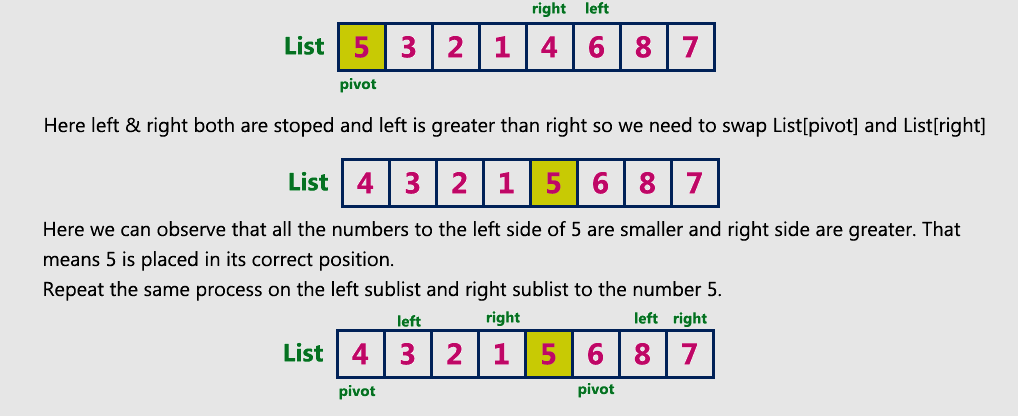 right left
List 5 3 2 1 4 6 8 7
pivot
Here left & right both are stoped and left is greater than right so we need to swap List[pivot] and List[right]
List 4 3 2 1 5 6 8 7
Here we can observe that all the numbers to the left side of 5 are smaller and right side are greater. That
means 5 is placed in its correct position.
Repeat the same process on the left sublist and right sublist to the number 5.
left right left right
List 4 3 2 1 5 6 8 7
pivot pivot